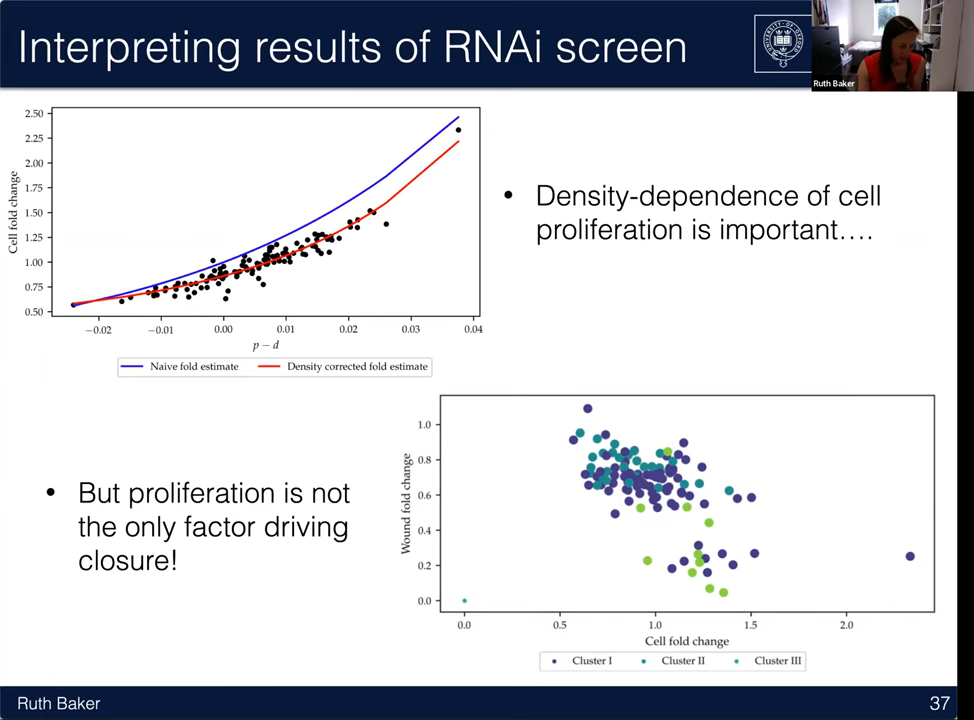 Interpreting results of RNAi screen
Ruth Baker
2.50
2.25
2.00
1.75
1.50
1.25
1.00
0.75
0.50
Cell fold change
−0.02
−0.01
0.00
0.01
0.02
0.03
0.04
p − d
Naive fold estimate
Density corrected fold estimate
• Density-dependence of cell
proliferation is important….
• But proliferation is not
the only factor driving
closure!
1.0
0.8
0.6
0.4
0.2
0.0
Wound fold change
0.0
0.5
1.0
1.5
2.0
Cell fold change
Cluster I
Cluster II
Cluster III
Ruth Baker
37